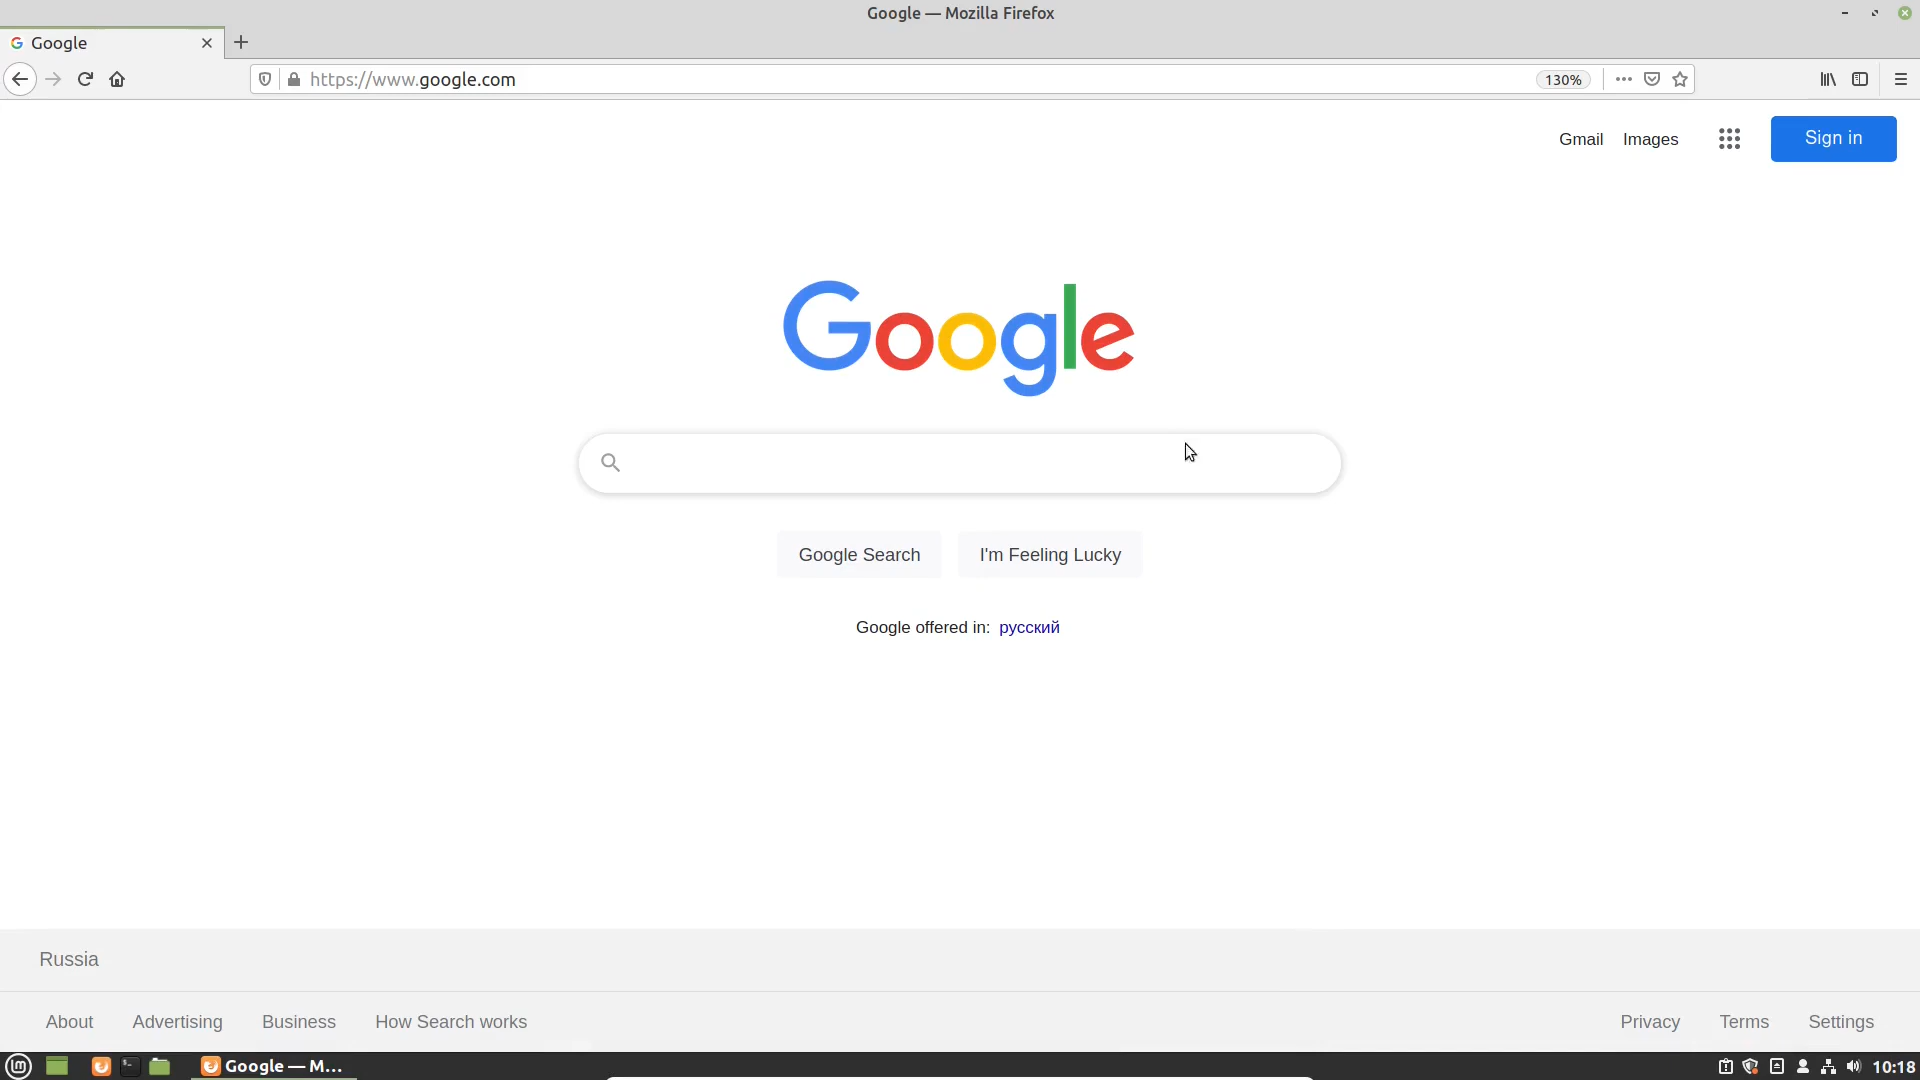 Google — Mozilla Firefox
Google
https://www.google.com
130%
Gmail Images Sign in
Google
Google Search I'm Feeling Lucky
Google offered in: русский
Russia
About Advertising Business How Search works Privacy Terms Settings
Google — M... 10:18